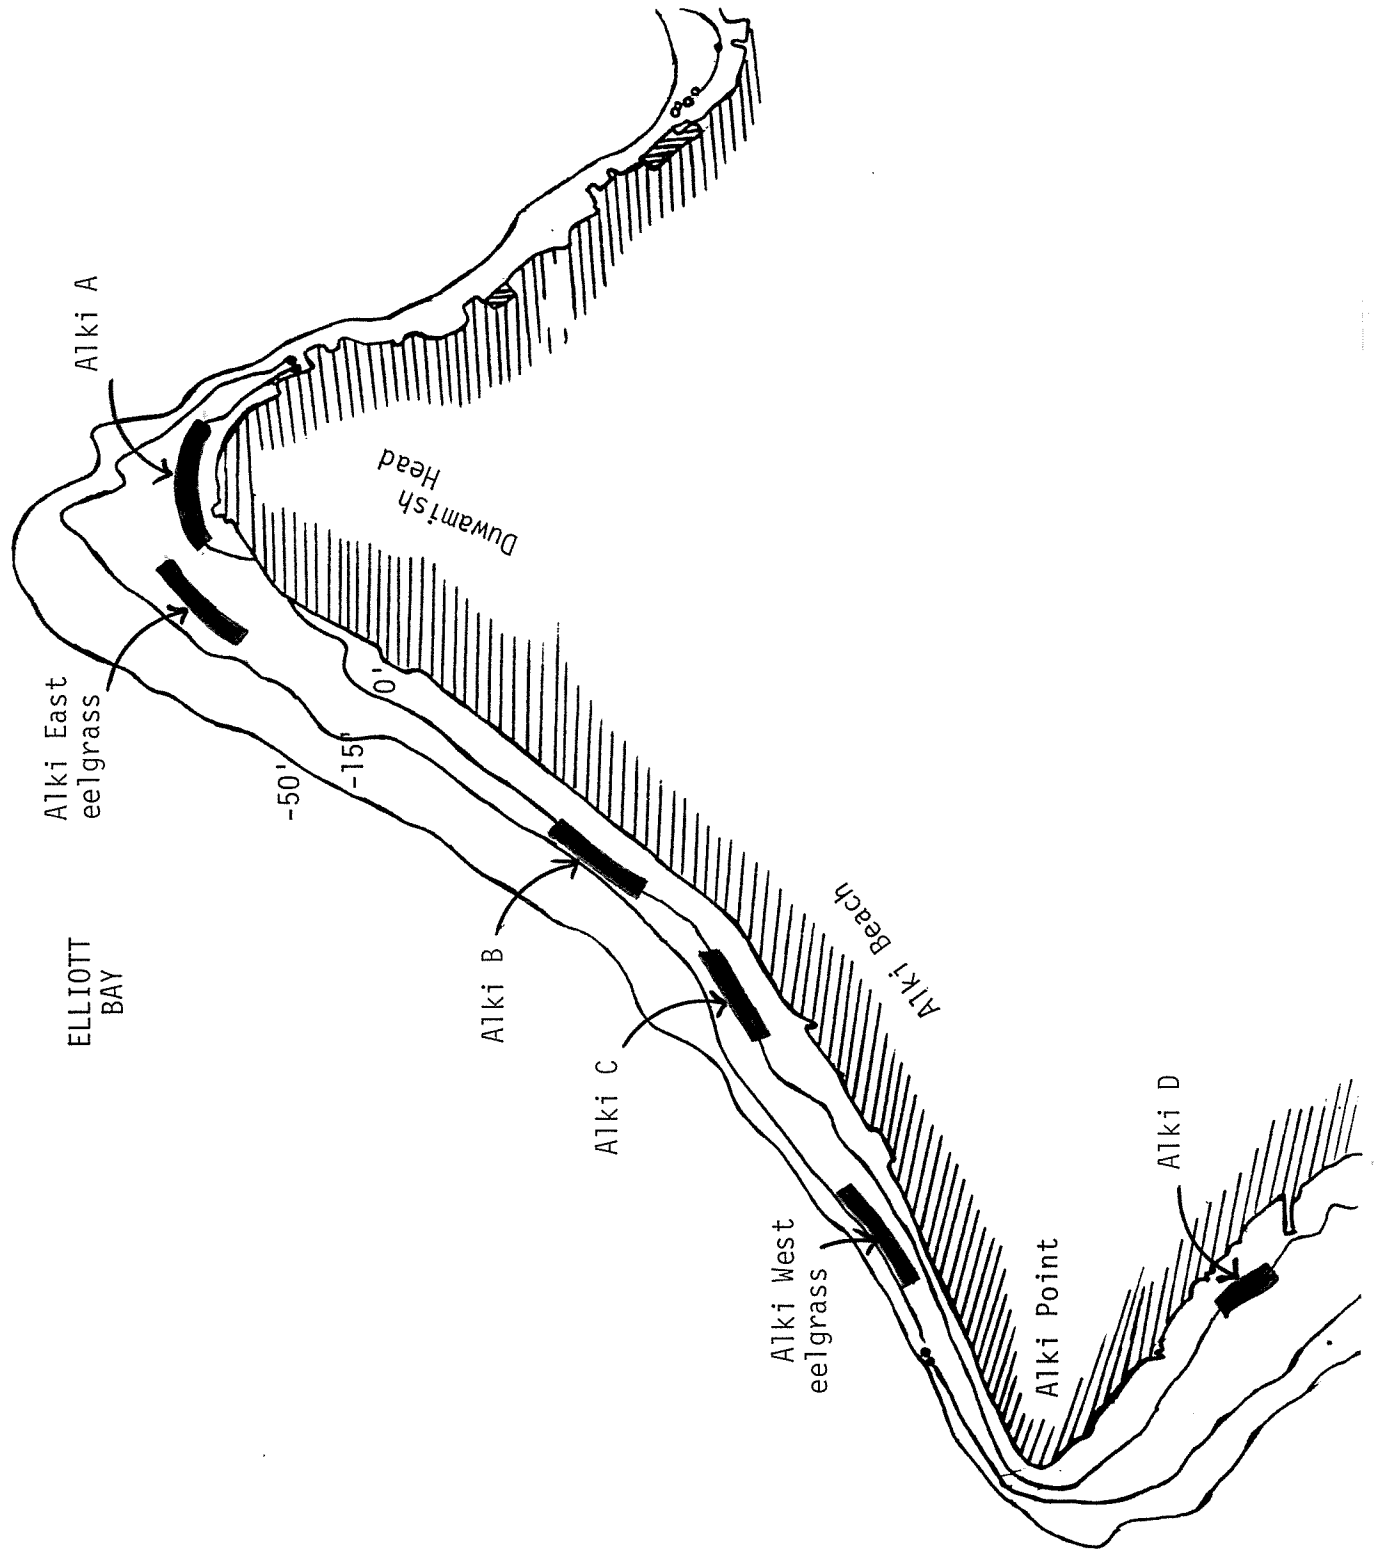 Alki A
Duwamish
Head
Alki East
eelgrass
0'
-15'
-50'
ELLIOTT
BAY
Alki B
Alki Beach
Alki C
Alki D
Alki West
eelgrass
Alki Point